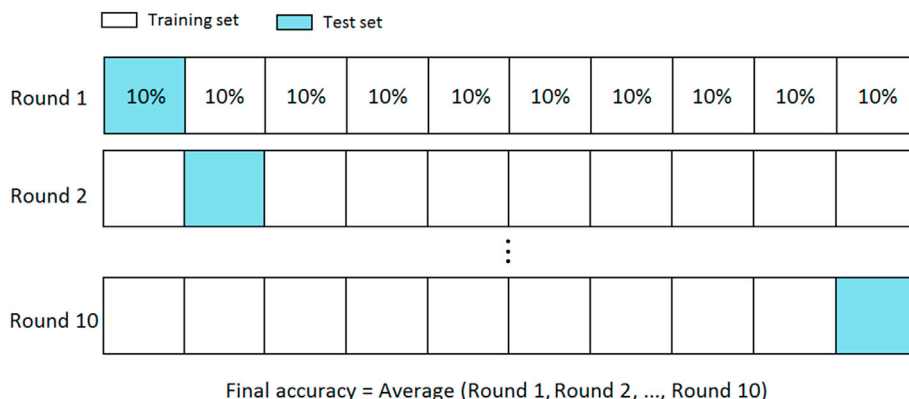 Training set Test set
Round 1 10% 10% 10% 10% 10% 10% 10% 10% 10% 10%
Round 2
Round 10
Final accuracy = Average (Round 1, Round 2, ..., Round 10)